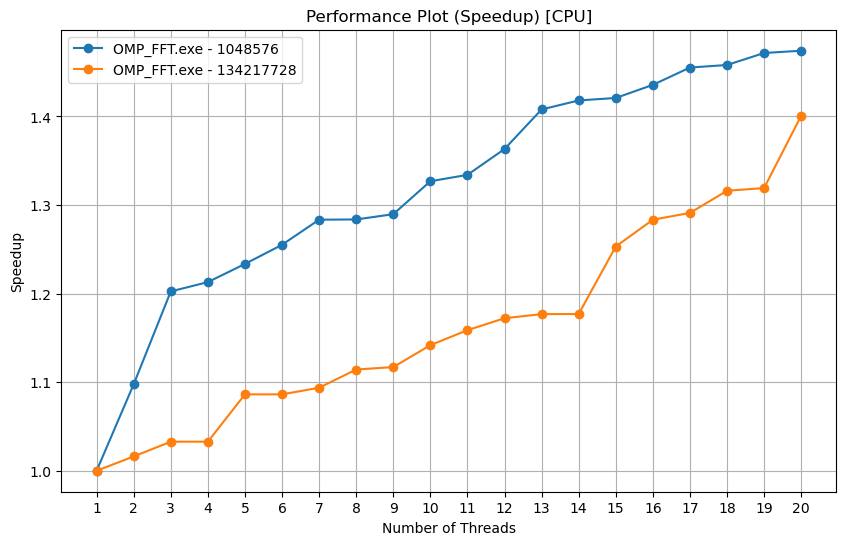 Performance Plot (Speedup) [CPU]
OMP_FFT.exe - 1048576
OMP_FFT.exe - 134217728
Speedup
1.4
1.3
1.2
1.1
1.0
1 2 3 4 5 6 7 8 9 10 11 12 13 14 15 16 17 18 19 20
Number of Threads